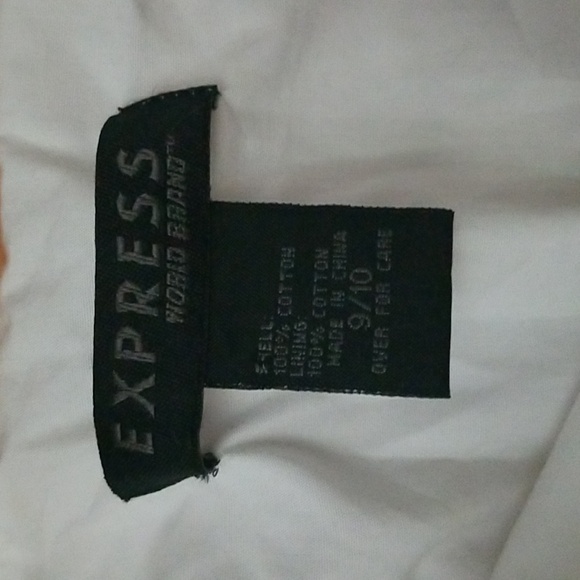 EXPRESS
WORLD BRAND™
SHELL:
100% COTTON
LINING:
100% COTTON
MADE IN CHINA
9/10
OVER FOR CARE